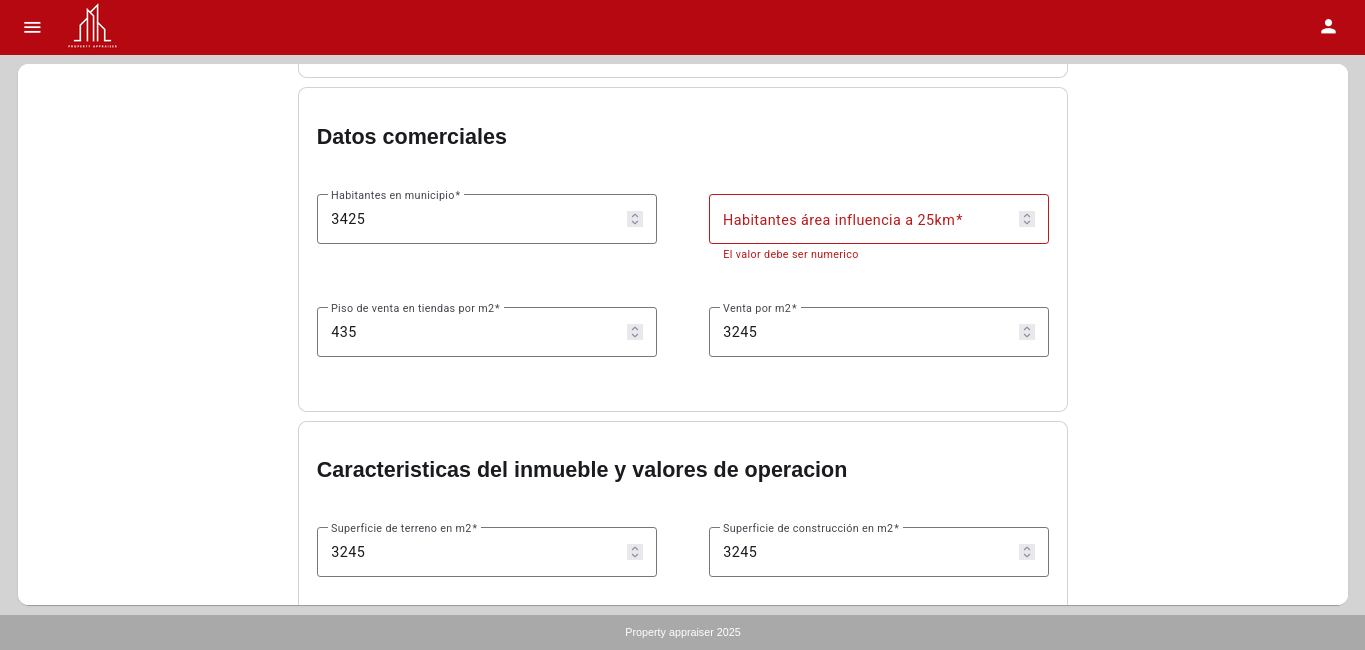 PROPERTY APPRAISER
Datos comerciales
Habitantes en municipio*
3425
Habitantes área influencia a 25km*
El valor debe ser numerico
Piso de venta en tiendas por m2*
435
Venta por m2*
3245
Caracteristicas del inmueble y valores de operacion
Superficie de terreno en m2*
3245
Superficie de construcción en m2*
3245
Property appraiser 2025